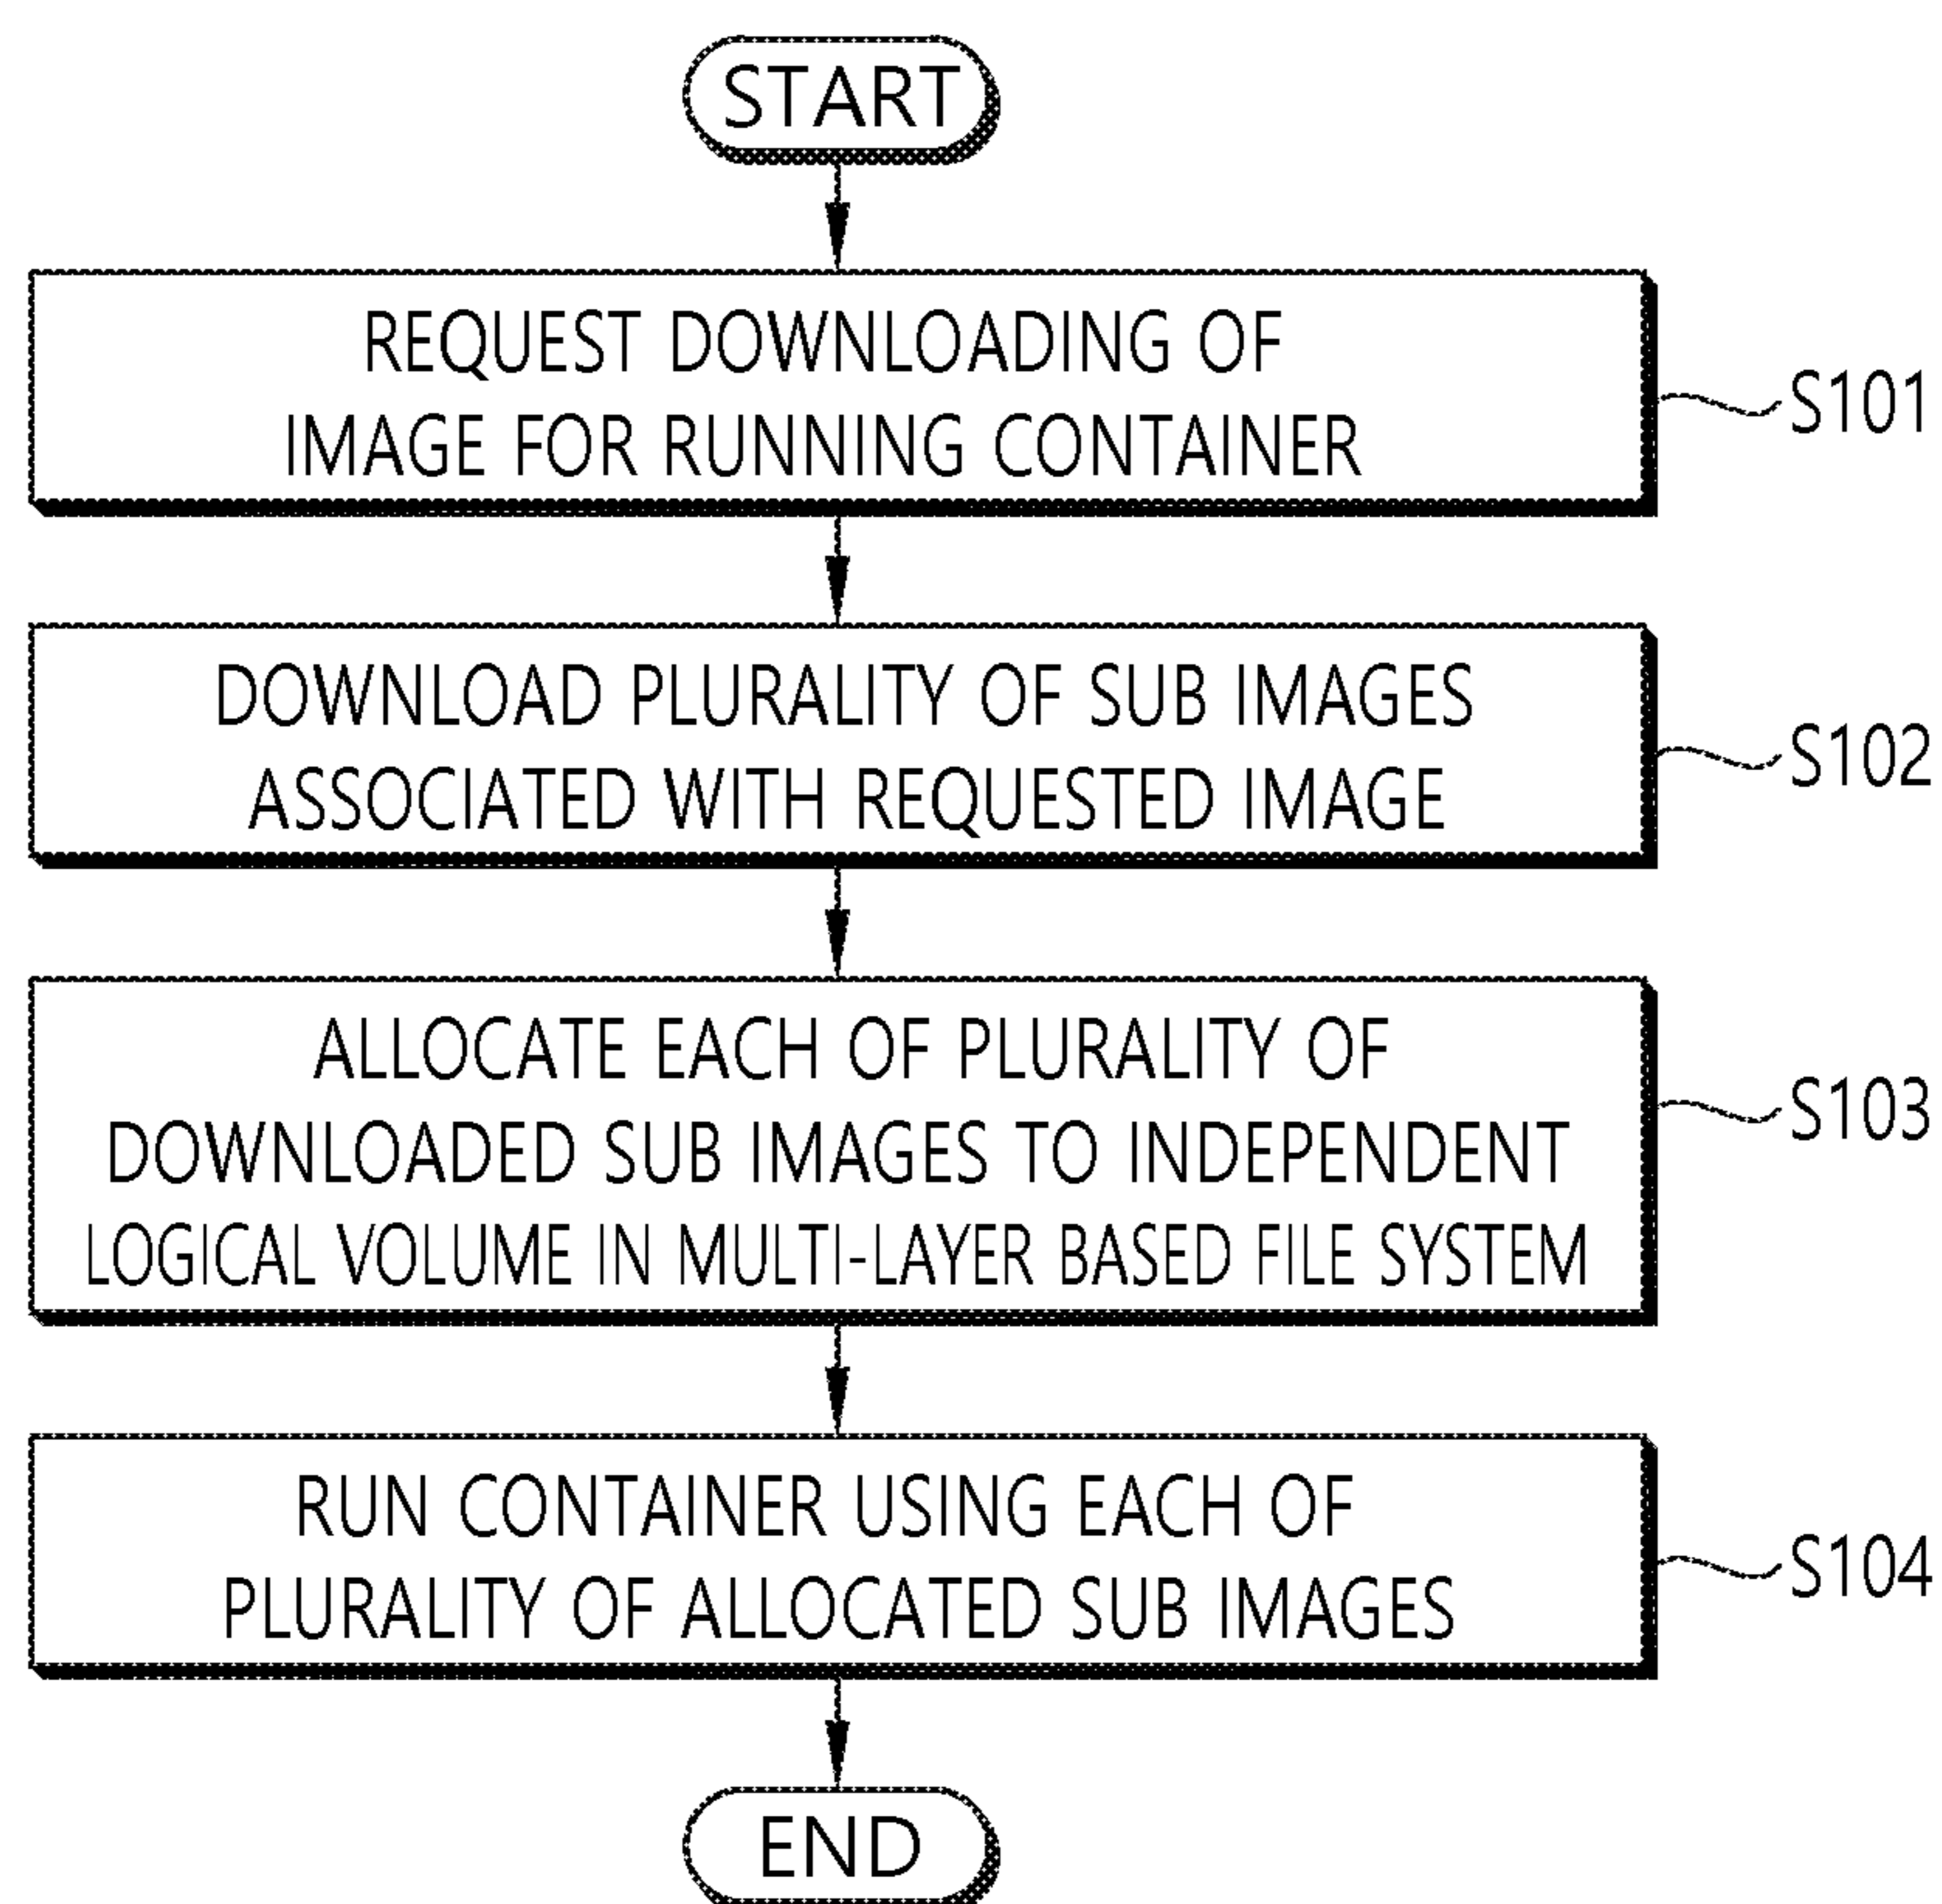 START
REQUEST DOWNLOADING OF
IMAGE FOR RUNNING CONTAINER
S101
DOWNLOAD PLURALITY OF SUB IMAGES
ASSOCIATED WITH REQUESTED IMAGE
S102
ALLOCATE EACH OF PLURALITY OF
DOWNLOADED SUB IMAGES TO INDEPENDENT
LOGICAL VOLUME IN MULTI-LAYER BASED FILE SYSTEM
S103
RUN CONTAINER USING EACH OF
PLURALITY OF ALLOCATED SUB IMAGES
S104
END